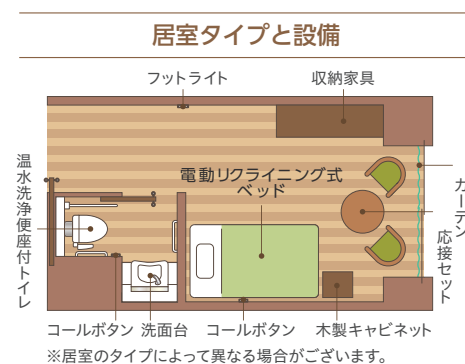 居室タイプと設備
フットライト
収納家具
温水洗浄便座付トイレ
電動リクライニング式
ベッド
カーテン
応接セット
コールボタン
洗面台
コールボタン
木製キャビネット
※居室のタイプによって異なる場合がございます。